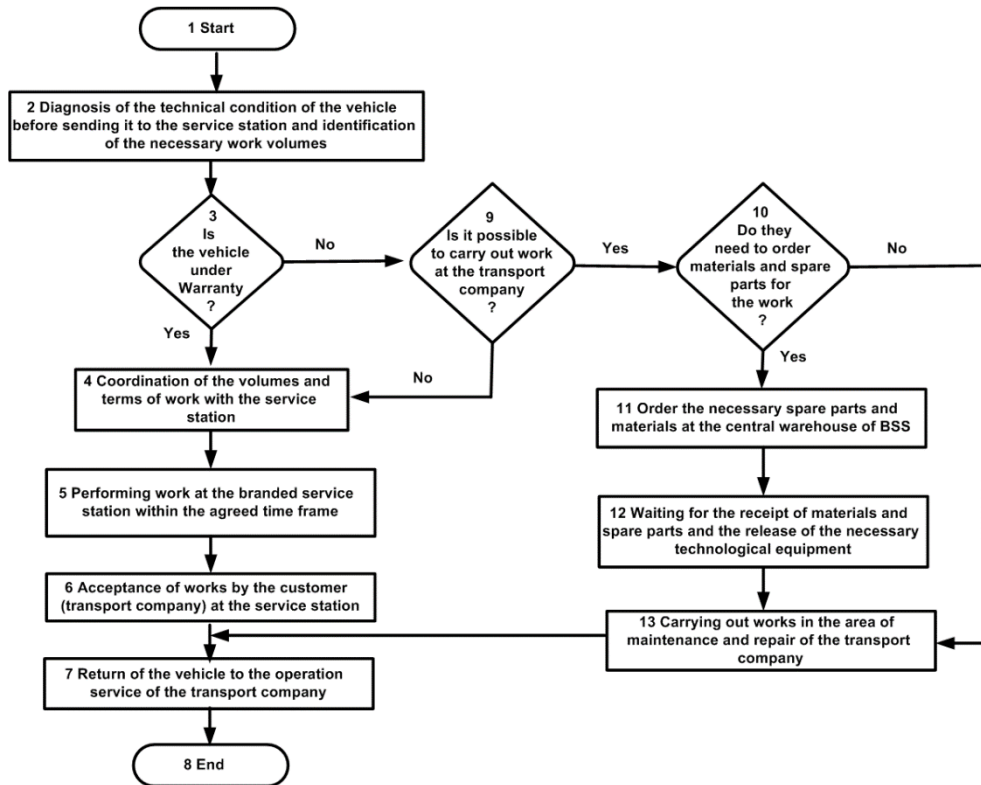 1 Start
2 Diagnosis of the technical condition of the vehicle
before sending it to the service station and identification
of the necessary work volumes
3
Is
the vehicle
under
Warranty
?
No
Yes
4 Coordination of the volumes and
terms of work with the service
station
5 Performing work at the branded service
station within the agreed time frame
6 Acceptance of works by the customer
(transport company) at the service station
7 Return of the vehicle to the operation
service of the transport company
8 End
9
Is it possible
to carry out work
at the transport
company
?
Yes
No
10
Do they
need to order
materials and spare
parts for
the work
?
No
Yes
11 Order the necessary spare parts and
materials at the central warehouse of BSS
12 Waiting for the receipt of materials and
spare parts and the release of the necessary
technological equipment
13 Carrying out works in the area of
maintenance and repair of the transport
company